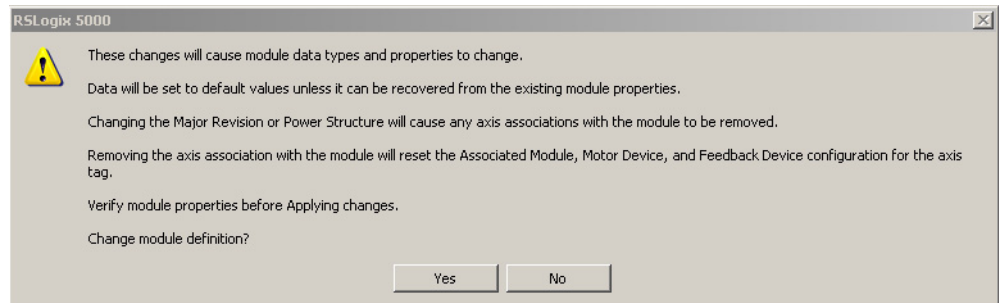 RSLogix 5000
These changes will cause module data types and properties to change.
Data will be set to default values unless it can be recovered from the existing module properties.
Changing the Major Revision or Power Structure will cause any axis associations with the module to be removed.
Removing the axis association with the module will reset the Associated Module, Motor Device, and Feedback Device configuration for the axis
tag.
Verify module properties before Applying changes.
Change module definition?
Yes No